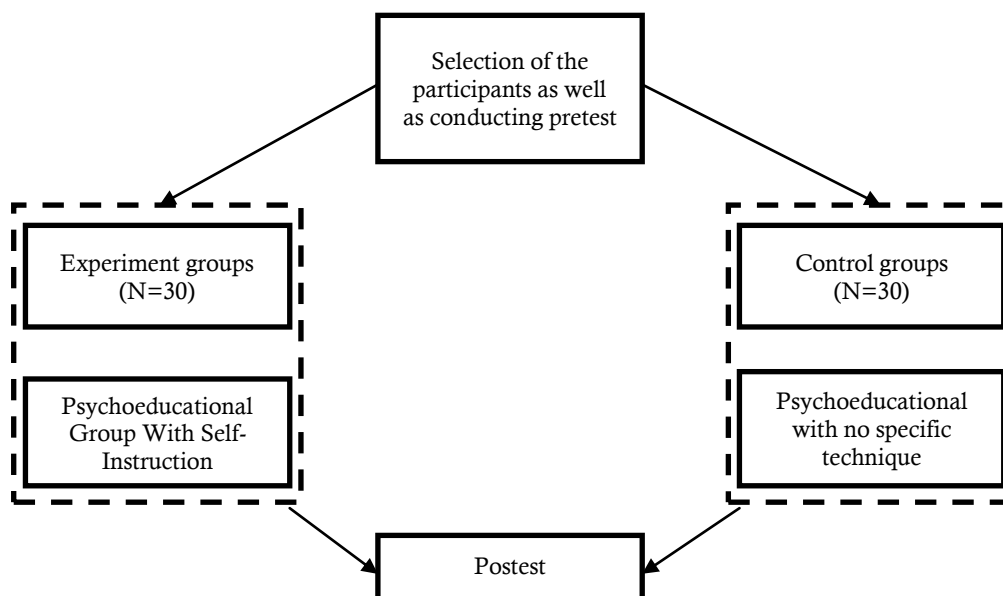 Selection of the
participants as well
as conducting pretest
Experiment groups
(N=30)
Control groups
(N=30)
Psychoeducational
Group With Self-
Instruction
Psychoeducational
with no specific
technique
Postest